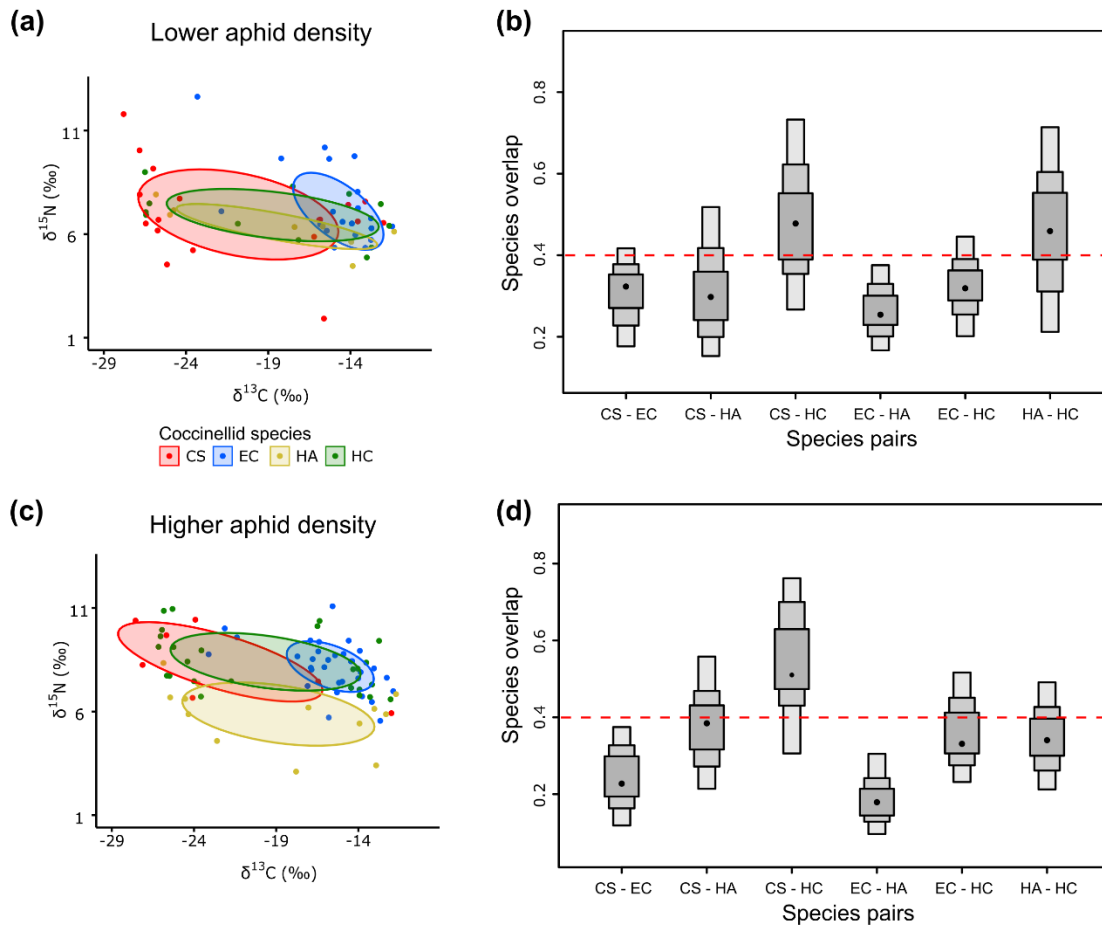 (a)
Lower aphid density
δ15N (‰)
11
6
1
-29 -24 -19 -14
δ13C (‰)
Coccinellid species
CS EC HA HC
(b)
Species overlap
0.8
0.6
0.4
0.2
CS - EC CS - HA CS - HC EC - HA EC - HC HA - HC
Species pairs
(c)
Higher aphid density
δ15N (‰)
11
6
1
-29 -24 -19 -14
δ13C (‰)
(d)
Species overlap
0.8
0.6
0.4
0.2
CS - EC CS - HA CS - HC EC - HA EC - HC HA - HC
Species pairs